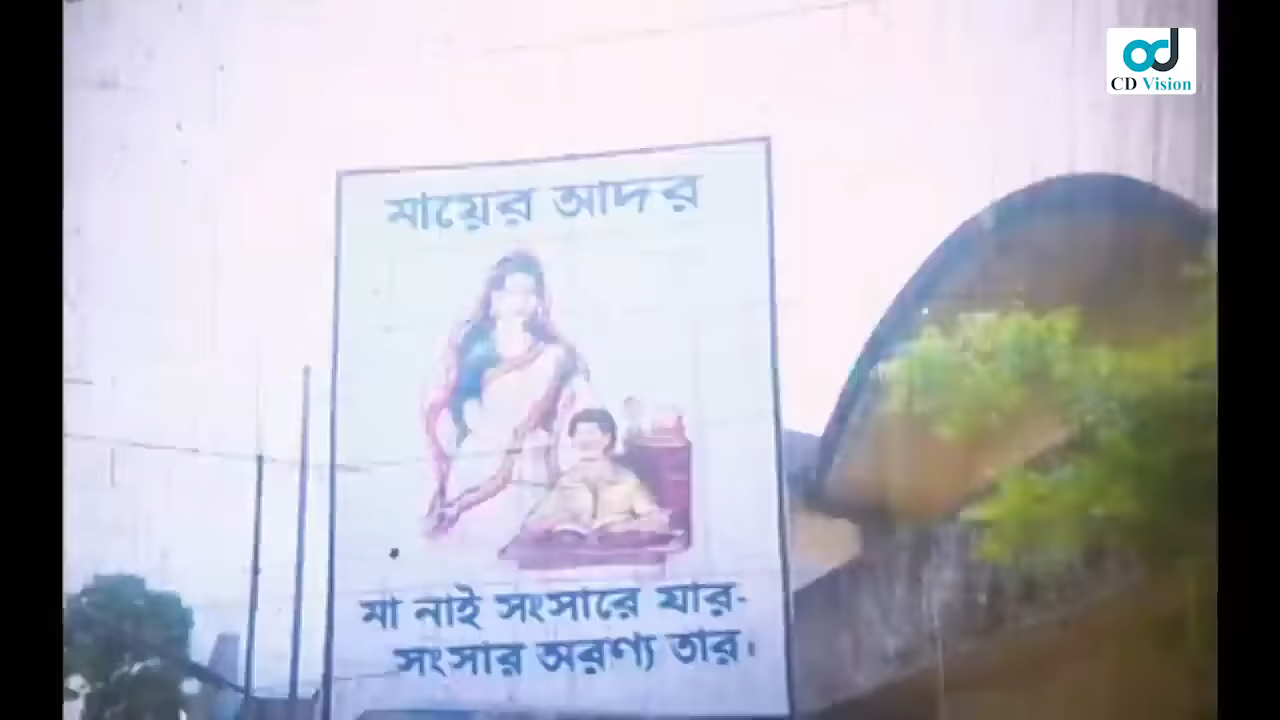 CD Vision
মায়ের আদর
মা নাই সংসারে যার-
সংসার অরণ্য তার।